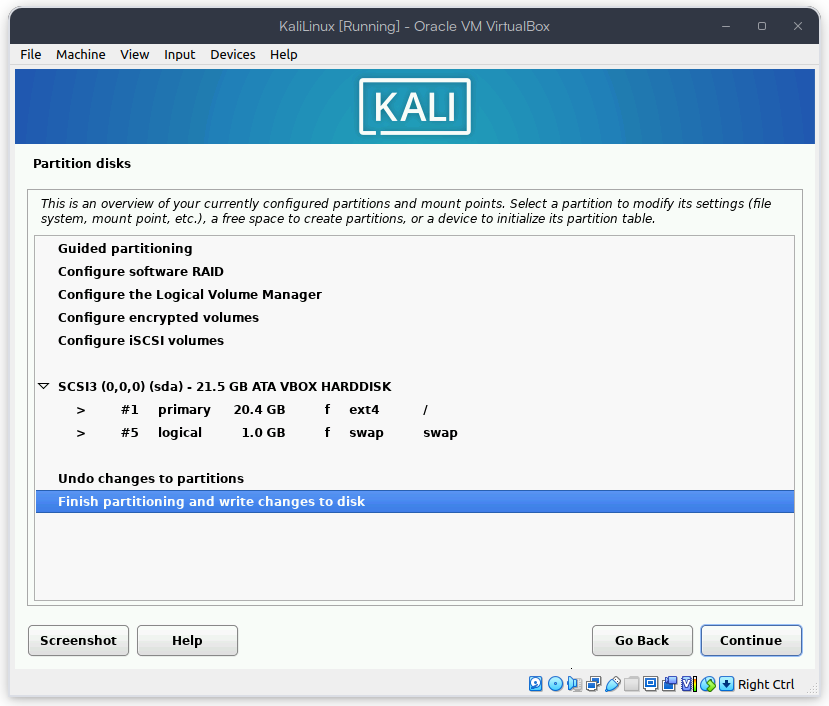 KaliLinux [Running] - Oracle VM VirtualBox
File Machine View Input Devices Help
KALI
Partition disks
This is an overview of your currently configured partitions and mount points. Select a partition to modify its settings (file
system, mount point, etc.), a free space to create partitions, or a device to initialize its partition table.
Guided partitioning
Configure software RAID
Configure the Logical Volume Manager
Configure encrypted volumes
Configure iSCSI volumes
SCSI3 (0,0,0) (sda) - 21.5 GB ATA VBOX HARDDISK
> #1 primary 20.4 GB f ext4 /
> #5 logical 1.0 GB f swap swap
Undo changes to partitions
Finish partitioning and write changes to disk
Screenshot Help Go Back Continue
Right Ctrl